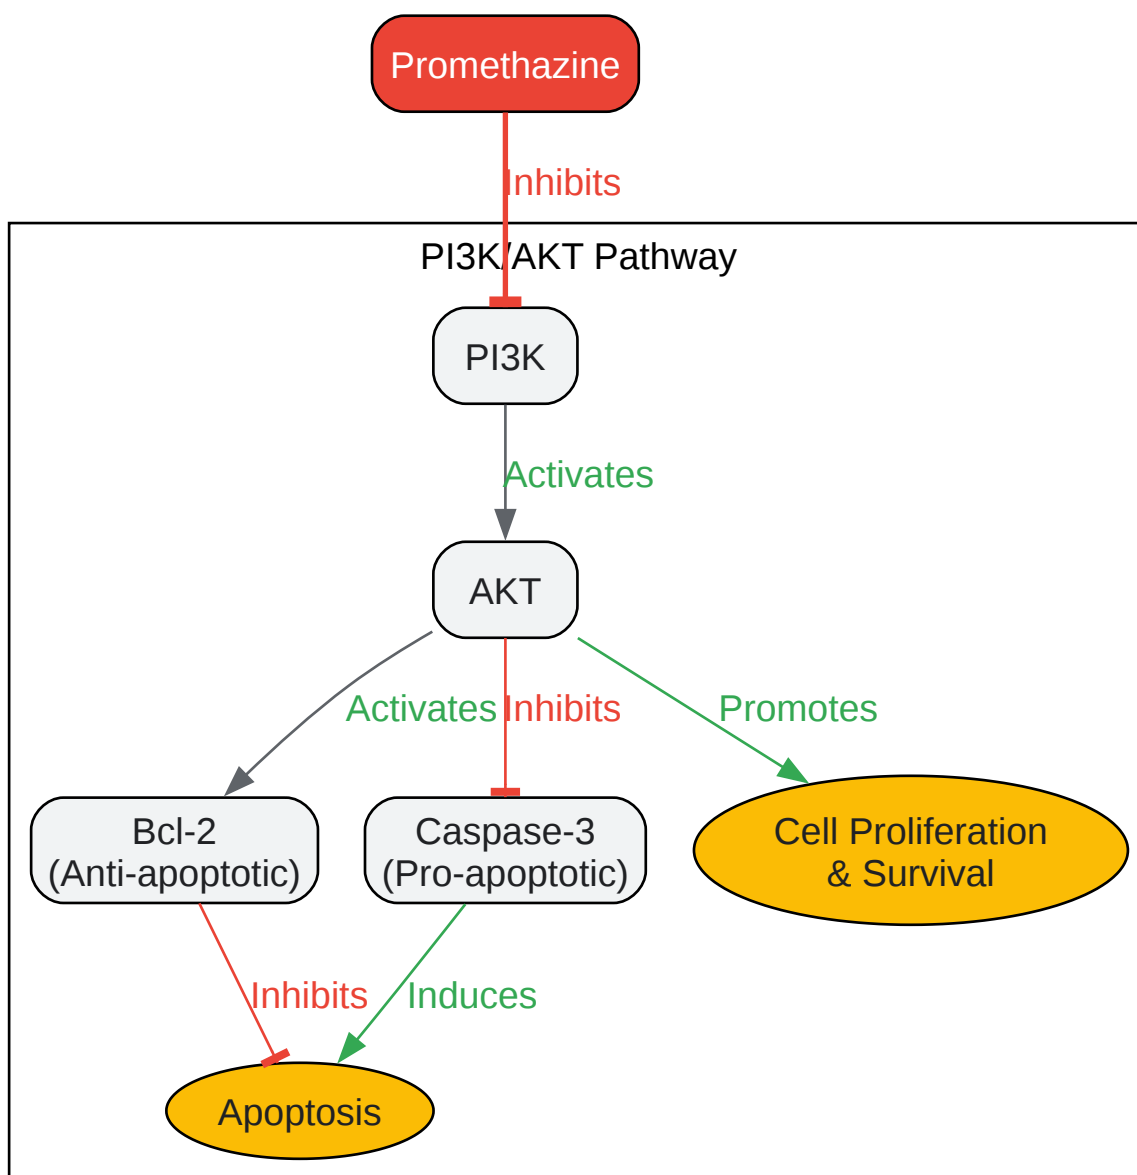 Promethazine
Inhibits
PI3K/AKT Pathway
PI3K
Activates
AKT
Activates
Inhibits
Promotes
Bcl-2
(Anti-apoptotic)
Caspase-3
(Pro-apoptotic)
Cell Proliferation
& Survival
Inhibits
Induces
Apoptosis